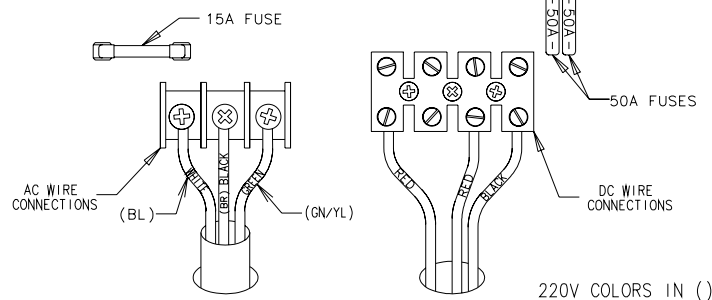 15A FUSE
- 50A -
- 50A -
50A FUSES
AC WIRE
CONNECTIONS
WHITE
(BR) BLACK
GREEN
(BL)
(GN/YL)
RED
RED
BLACK
DC WIRE
CONNECTIONS
220V COLORS IN ()